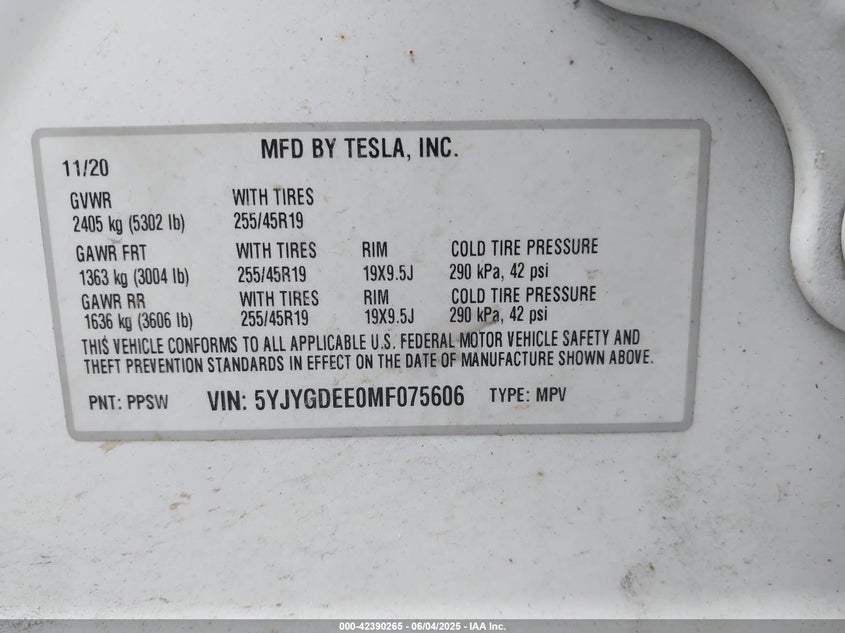 MFD BY TESLA, INC.
11/20
GVWR WITH TIRES
2405 kg (5302 lb) 255/45R19
GAWR FRT WITH TIRES RIM COLD TIRE PRESSURE
1363 kg (3004 lb) 255/45R19 19X9.5J 290 kPa, 42 psi
GAWR RR WITH TIRES RIM COLD TIRE PRESSURE
1636 kg (3606 lb) 255/45R19 19X9.5J 290 kPa, 42 psi
THIS VEHICLE CONFORMS TO ALL APPLICABLE U.S. FEDERAL MOTOR VEHICLE SAFETY AND
THEFT PREVENTION STANDARDS IN EFFECT ON THE DATE OF MANUFACTURE SHOWN ABOVE.
PNT: PPSW VIN: 5YJYGDEE0MF075606 TYPE: MPV
000-42390265 - 06/04/2025 - IAA Inc.